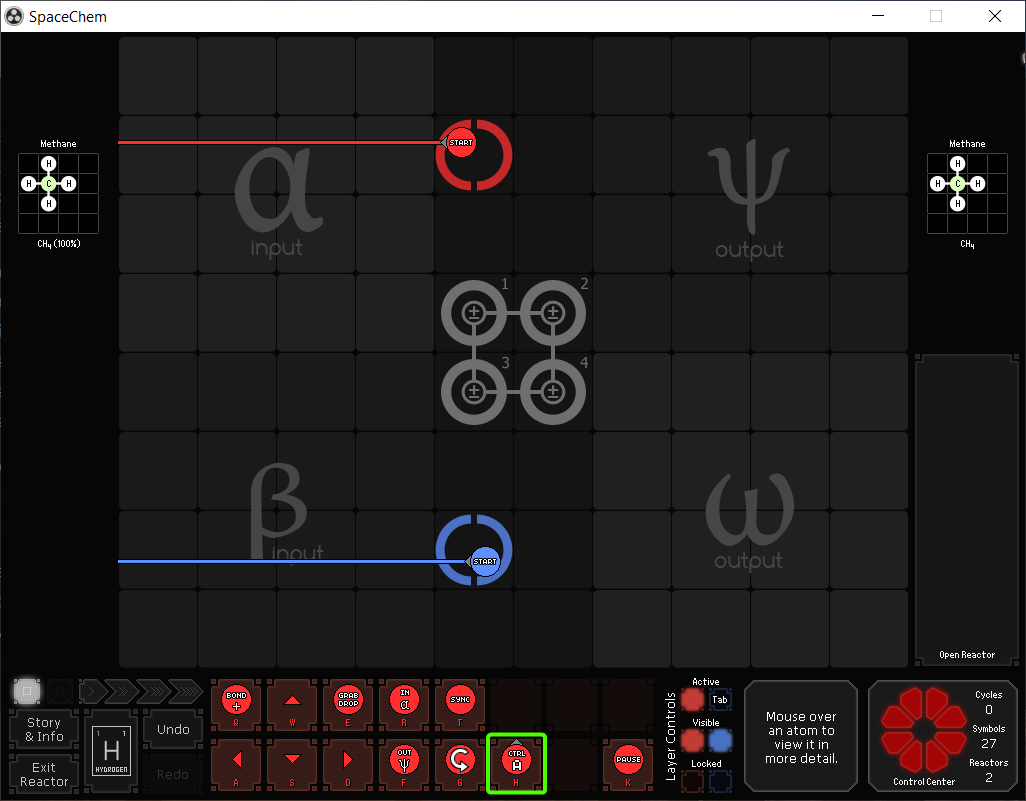 SpaceChem
Methane
H
H C H
H
CH₄ (100%)
START
α
input
ψ
output
Methane
H
H C H
H
CH₄
1 2
± ±
3 4
± ±
β
input
START
ω
output
Open Reactor
Story
& Info
Exit
Reactor
1 1
H
HYDROGEN
Undo
Redo
BOND
+
Q
W
GRAB
DROP
E
IN
α
R
SYNC
T
A
S
D
OUT
ψ
F
G
CTRL
A
H
PAUSE
K
Layer Controls
Active
Tab
Visible
Locked
Mouse over
an atom to
view it in
more detail.
Control Center
Cycles
0
Symbols
27
Reactors
2